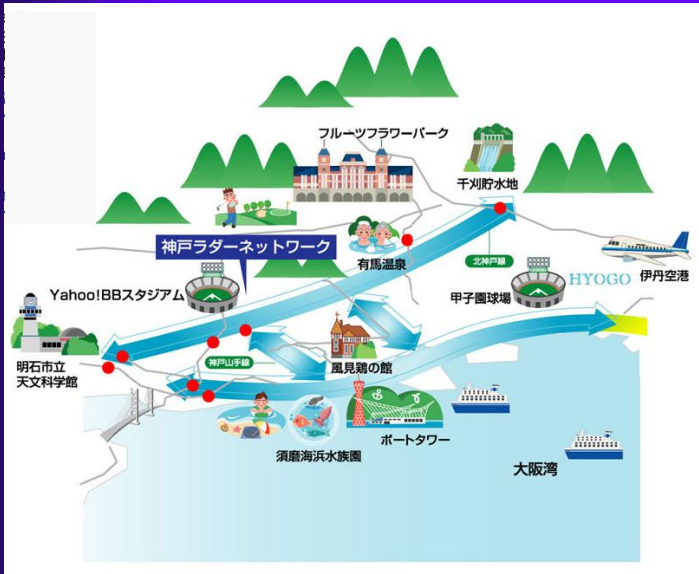 フルーツフラワーパーク
千刈貯水地
神戸ラダーネットワーク
有馬温泉
北神戸線
伊丹空港
HYOGO
Yahoo!BBスタジアム
甲子園球場
明石市立
天文科学館
神戸山手線
風見鶏の館
ポートタワー
須磨海浜水族園
大阪湾